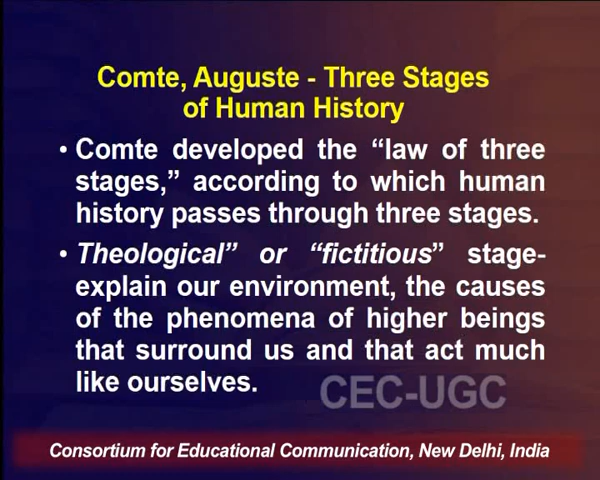 Comte, Auguste - Three Stages
of Human History
• Comte developed the “law of three
stages,” according to which human
history passes through three stages.
• Theological” or “fictitious” stage-
explain our environment, the causes
of the phenomena of higher beings
that surround us and that act much
like ourselves.
CEC-UGC
Consortium for Educational Communication, New Delhi, India